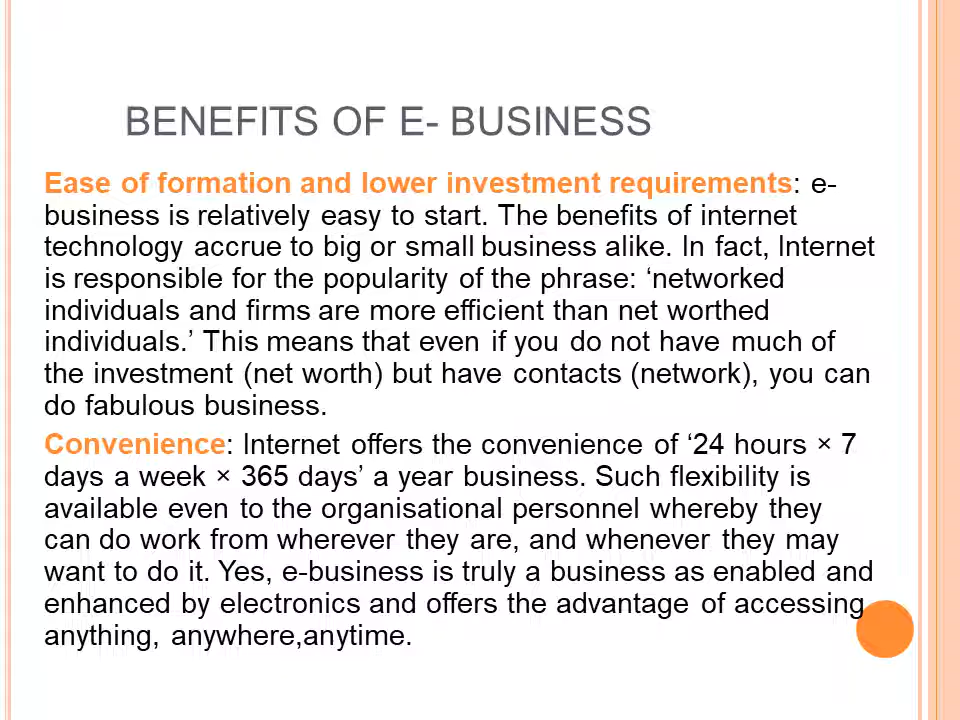 BENEFITS OF E- BUSINESS
Ease of formation and lower investment requirements: e-
business is relatively easy to start. The benefits of internet
technology accrue to big or small business alike. In fact, Internet
is responsible for the popularity of the phrase: ‘networked
individuals and firms are more efficient than net worthed
individuals.’ This means that even if you do not have much of
the investment (net worth) but have contacts (network), you can
do fabulous business.
Convenience: Internet offers the convenience of ‘24 hours × 7
days a week × 365 days’ a year business. Such flexibility is
available even to the organisational personnel whereby they
can do work from wherever they are, and whenever they may
want to do it. Yes, e-business is truly a business as enabled and
enhanced by electronics and offers the advantage of accessing
anything, anywhere,anytime.